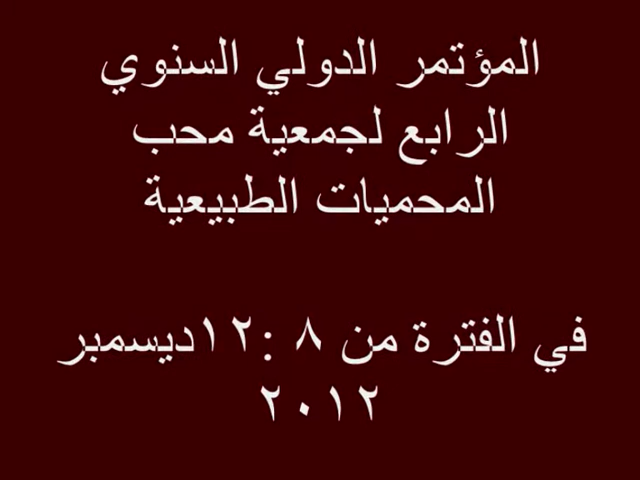 المؤتمر الدولي السنوي
الرابع لجمعية محب
المحميات الطبيعية
في الفترة من ٨ :١٢ديسمبر
٢٠١٢